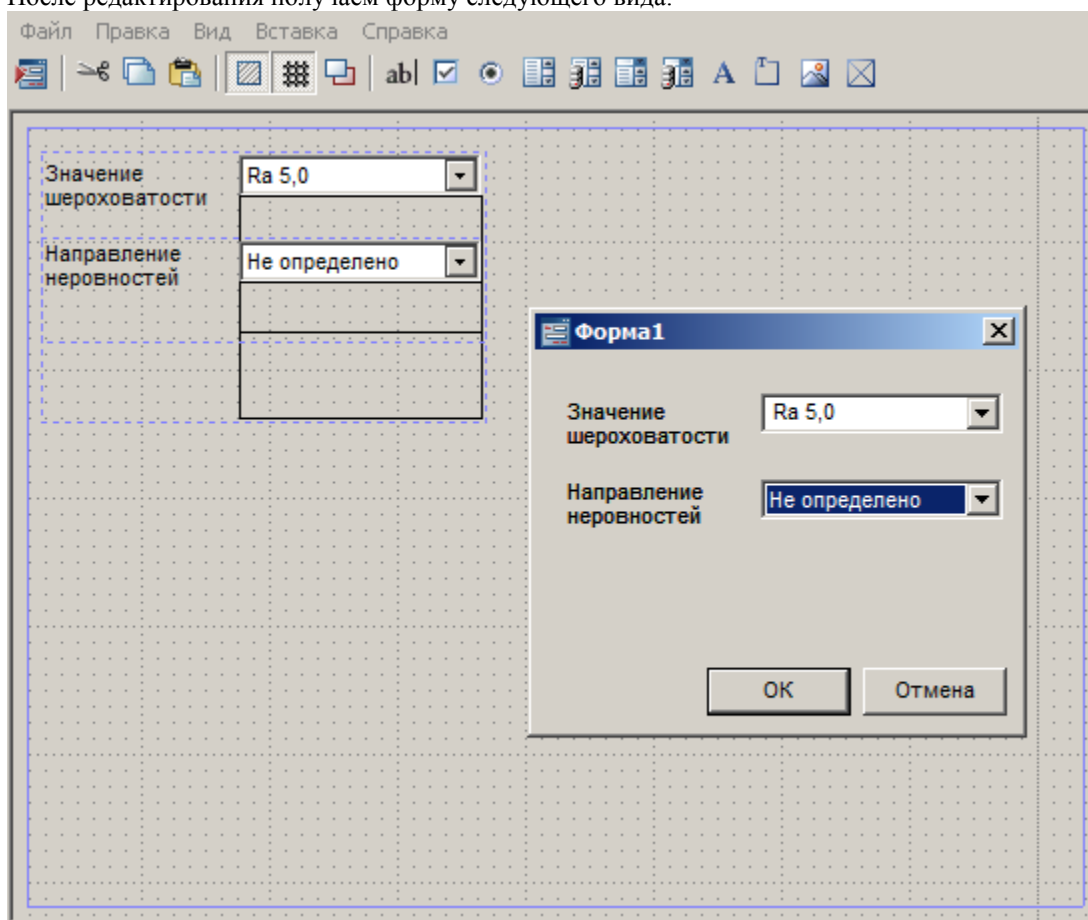 После редактирования получаем форму следующего вида:
Файл Правка Вид Вставка Справка
ab| A
Значение
шероховатости
Ra 5,0
Направление
неровностей
Не определено
Форма1
Значение
шероховатости
Ra 5,0
Направление
неровностей
Не определено
ОК Отмена